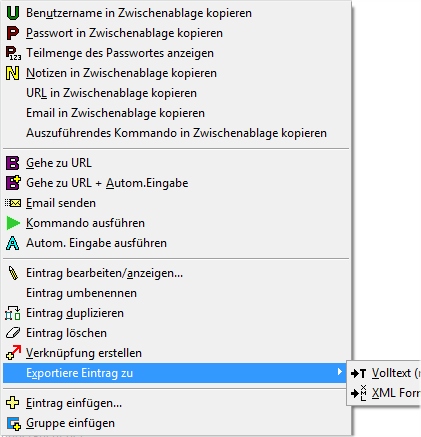 Benutzername in Zwischenablage kopieren
Passwort in Zwischenablage kopieren
Teilmenge des Passwortes anzeigen
Notizen in Zwischenablage kopieren
URL in Zwischenablage kopieren
Email in Zwischenablage kopieren
Auszuführendes Kommando in Zwischenablage kopieren
Gehe zu URL
Gehe zu URL + Autom.Eingabe
Email senden
Kommando ausführen
Autom. Eingabe ausführen
Eintrag bearbeiten/anzeigen...
Eintrag umbenennen
Eintrag duplizieren
Eintrag löschen
Verknüpfung erstellen
Exportiere Eintrag zu
Volltext (
XML For
Eintrag einfügen...
Gruppe einfügen